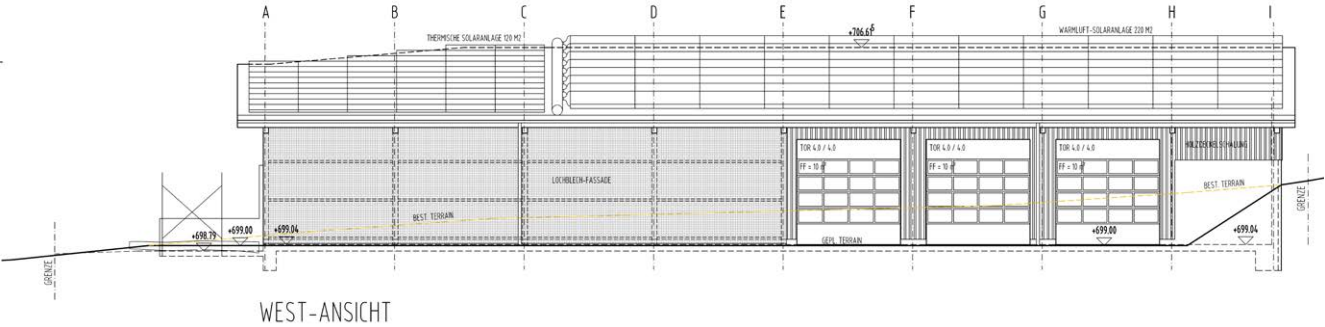 A B C D E F G H I
THERMISCHE SOLARANLAGE 120 M2
+706.61⁵
WARMLUFT-SOLARANLAGE 220 M2
TOR 4.0 / 4.0
TOR 4.0 / 4.0
TOR 4.0 / 4.0
HOLZDECKELSCHALUNG
FF = 10 m²
FF = 10 m²
FF = 10 m²
LOCHBLECH-FASSADE
BEST. TERRAIN
BEST. TERRAIN
GRENZE
+698.79
+699.00
+699.04
GEPL. TERRAIN
+699.00
+699.04
GRENZE
WEST-ANSICHT